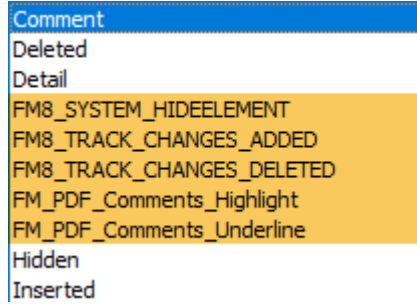 Comment
Deleted
Detail
FM8_SYSTEM_HIDEELEMENT
FM8_TRACK_CHANGES_ADDED
FM8_TRACK_CHANGES_DELETED
FM_PDF_Comments_Highlight
FM_PDF_Comments_Underline
Hidden
Inserted